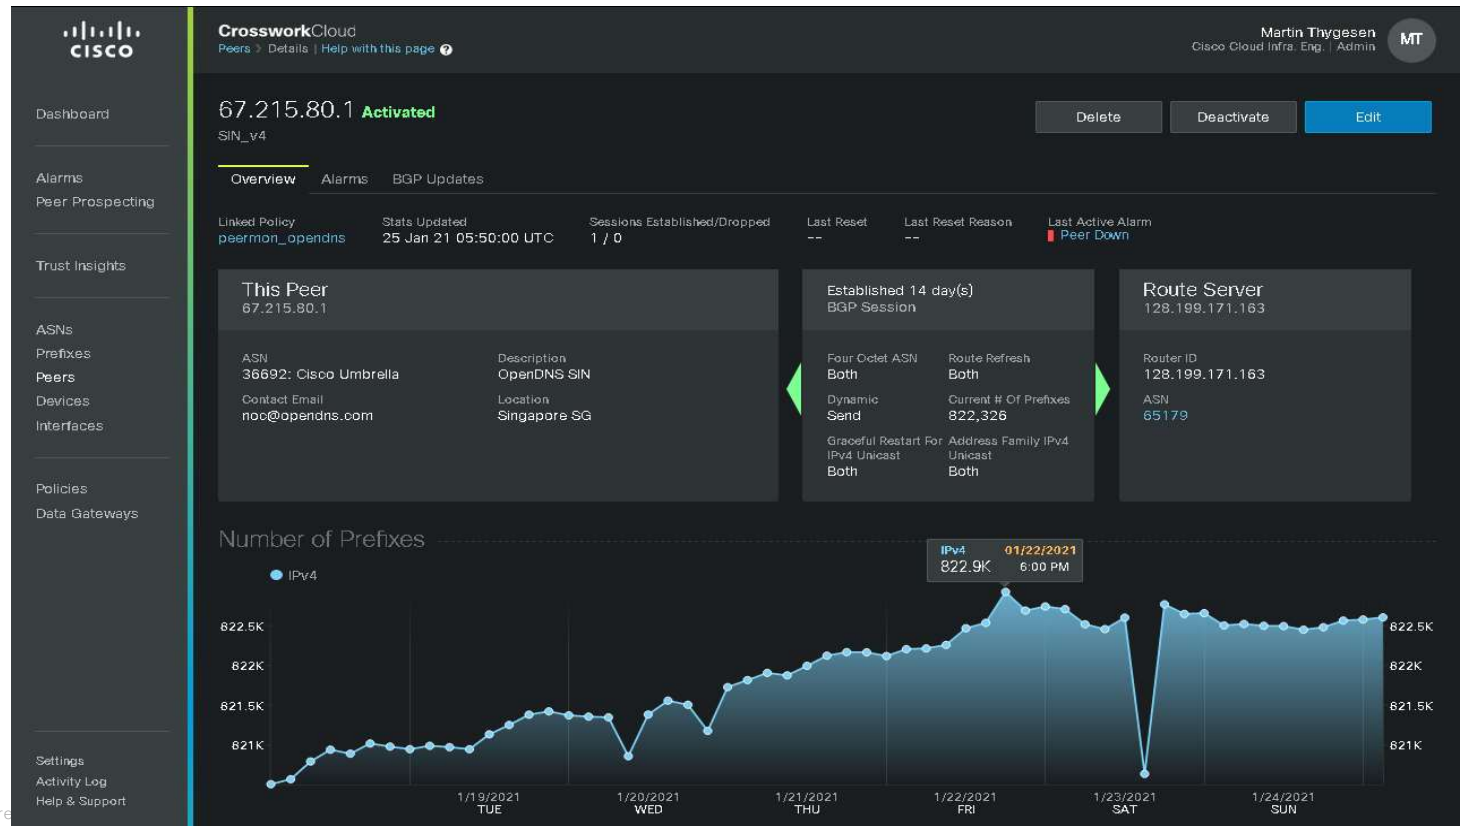 CISCO
CrossworkCloud
Peers > Details | Help with this page ?
Martin Thygesen
Cisco Cloud Infra. Eng. | Admin
MT
Dashboard
Alarms
Peer Prospecting
Trust Insights
ASNs
Prefixes
Peers
Devices
Interfaces
Policies
Data Gateways
Settings
Activity Log
Help & Support
67.215.80.1 Activated
SIN_v4
Delete
Deactivate
Edit
Overview Alarms BGP Updates
Linked Policy
peermon_opendns
Stats Updated
25 Jan 21 05:50:00 UTC
Sessions Established/Dropped
1 / 0
Last Reset
--
Last Reset Reason
--
Last Active Alarm
Peer Down
This Peer
67.215.80.1
ASN
36692: Cisco Umbrella
Description
OpenDNS SIN
Contact Email
noc@opendns.com
Location
Singapore SG
Established 14 day(s)
BGP Session
Four Octet ASN
Both
Route Refresh
Both
Dynamic
Send
Current # Of Prefixes
822,326
Graceful Restart For
IPv4 Unicast
Both
Address Family IPv4
Unicast
Both
Route Server
128.199.171.163
Router ID
128.199.171.163
ASN
65179
Number of Prefixes
IPv4
IPv4 01/22/2021
822.9K 6:00 PM
822.5K
822K
821.5K
821K
822.5K
822K
821.5K
821K
1/19/2021
TUE
1/20/2021
WED
1/21/2021
THU
1/22/2021
FRI
1/23/2021
SAT
1/24/2021
SUN